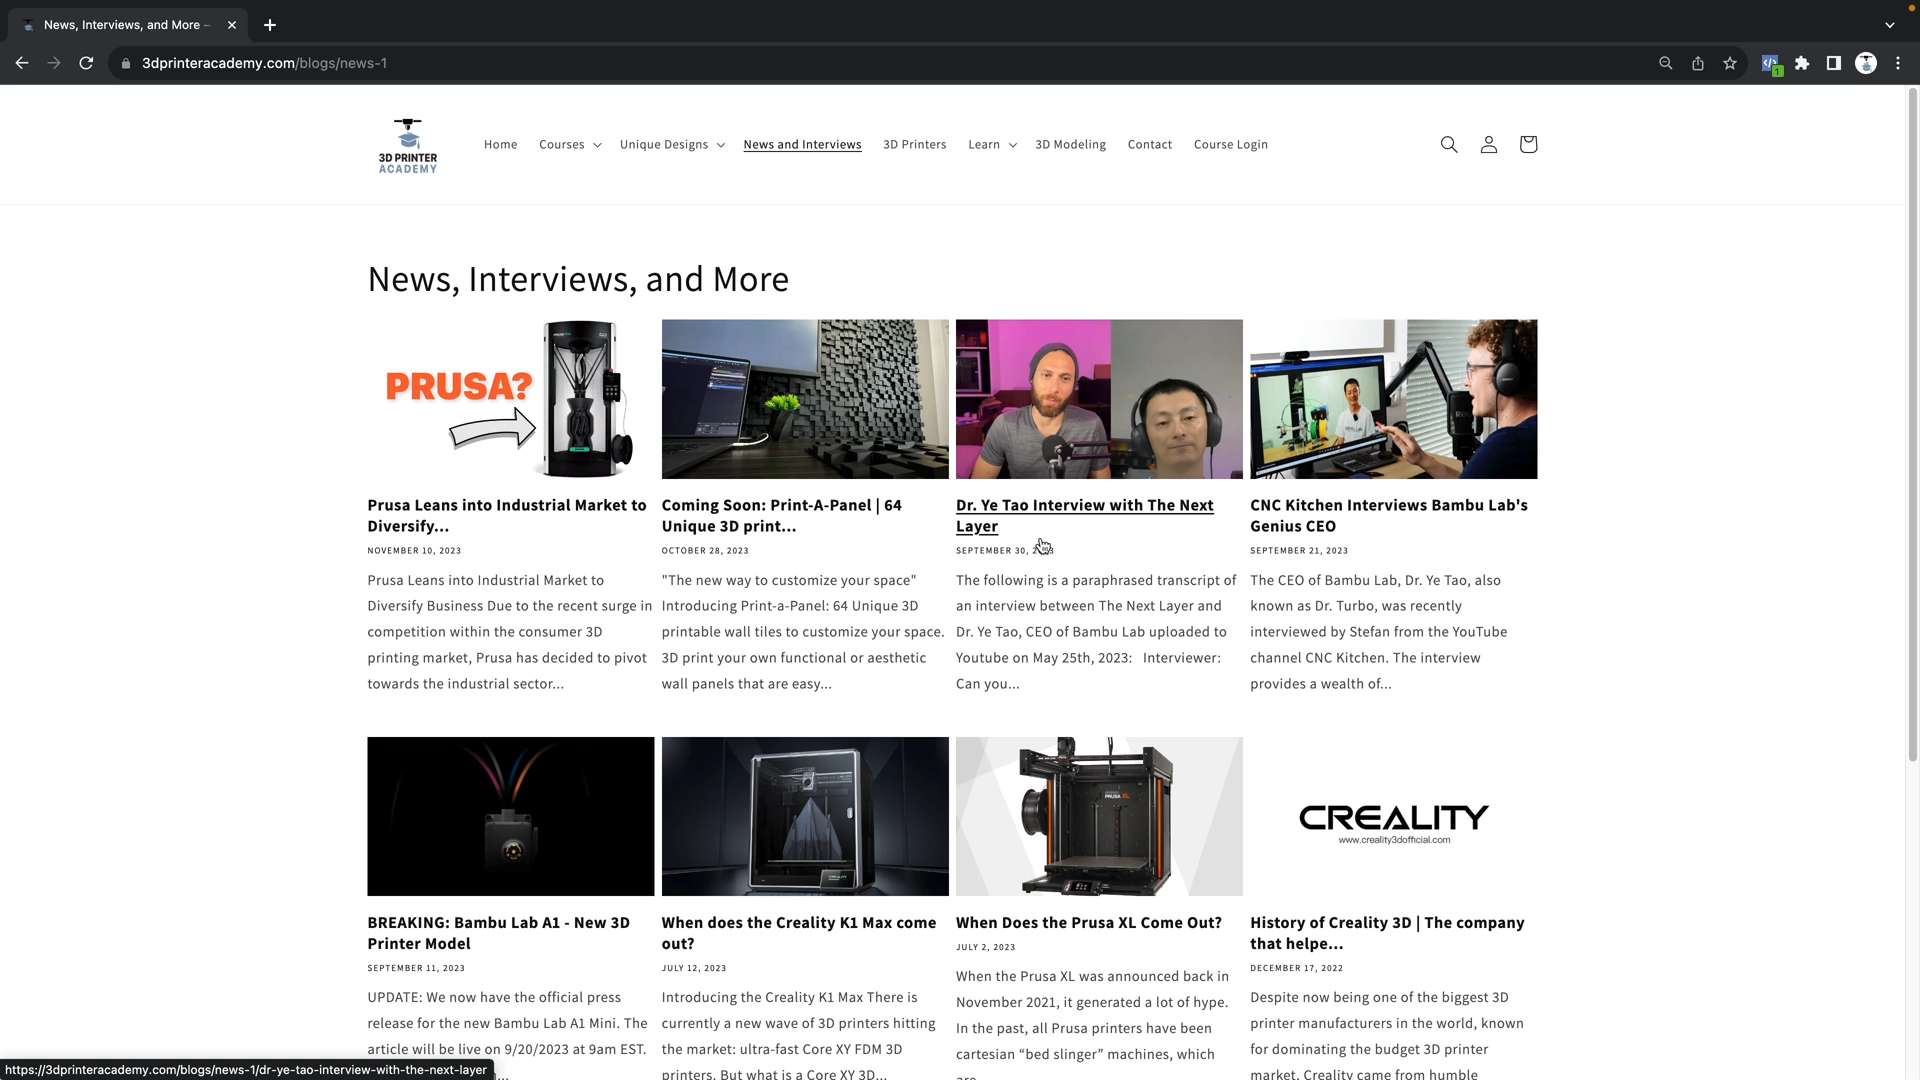 News, Interviews, and More –
3dprinteracademy.com/blogs/news-1
1
3D PRINTER
ACADEMY
Home
Courses
Unique Designs
News and Interviews
3D Printers
Learn
3D Modeling
Contact
Course Login
News, Interviews, and More
PRUSA?
Prusa Leans into Industrial Market to
Diversify...
NOVEMBER 10, 2023
Prusa Leans into Industrial Market to
Diversify Business Due to the recent surge in
competition within the consumer 3D
printing market, Prusa has decided to pivot
towards the industrial sector...
Coming Soon: Print-A-Panel | 64
Unique 3D print...
OCTOBER 28, 2023
"The new way to customize your space"
Introducing Print-a-Panel: 64 Unique 3D
printable wall tiles to customize your space.
3D print your own functional or aesthetic
wall panels that are easy...
Dr. Ye Tao Interview with The Next
Layer
SEPTEMBER 30, 2023
The following is a paraphrased transcript of
an interview between The Next Layer and
Dr. Ye Tao, CEO of Bambu Lab uploaded to
Youtube on May 25th, 2023: Interviewer:
Can you...
CNC Kitchen Interviews Bambu Lab's
Genius CEO
SEPTEMBER 21, 2023
The CEO of Bambu Lab, Dr. Ye Tao, also
known as Dr. Turbo, was recently
interviewed by Stefan from the YouTube
channel CNC Kitchen. The interview
provides a wealth of...
BREAKING: Bambu Lab A1 - New 3D
Printer Model
SEPTEMBER 11, 2023
UPDATE: We now have the official press
release for the new Bambu Lab A1 Mini. The
article will be live on 9/20/2023 at 9am EST.
CREALITY
When does the Creality K1 Max come
out?
JULY 12, 2023
Introducing the Creality K1 Max There is
currently a new wave of 3D printers hitting
the market: ultra-fast Core XY FDM 3D
printers. But what is a Core XY 3D...
PRUSA XL
When Does the Prusa XL Come Out?
JULY 2, 2023
When the Prusa XL was announced back in
November 2021, it generated a lot of hype.
In the past, all Prusa printers have been
cartesian “bed slinger” machines, which
are...
CREALITY
www.creality3dofficial.com
History of Creality 3D | The company
that helpe...
DECEMBER 17, 2022
Despite now being one of the biggest 3D
printer manufacturers in the world, known
for dominating the budget 3D printer
market, Creality came from humble
https://3dprinteracademy.com/blogs/news-1/dr-ye-tao-interview-with-the-next-layer